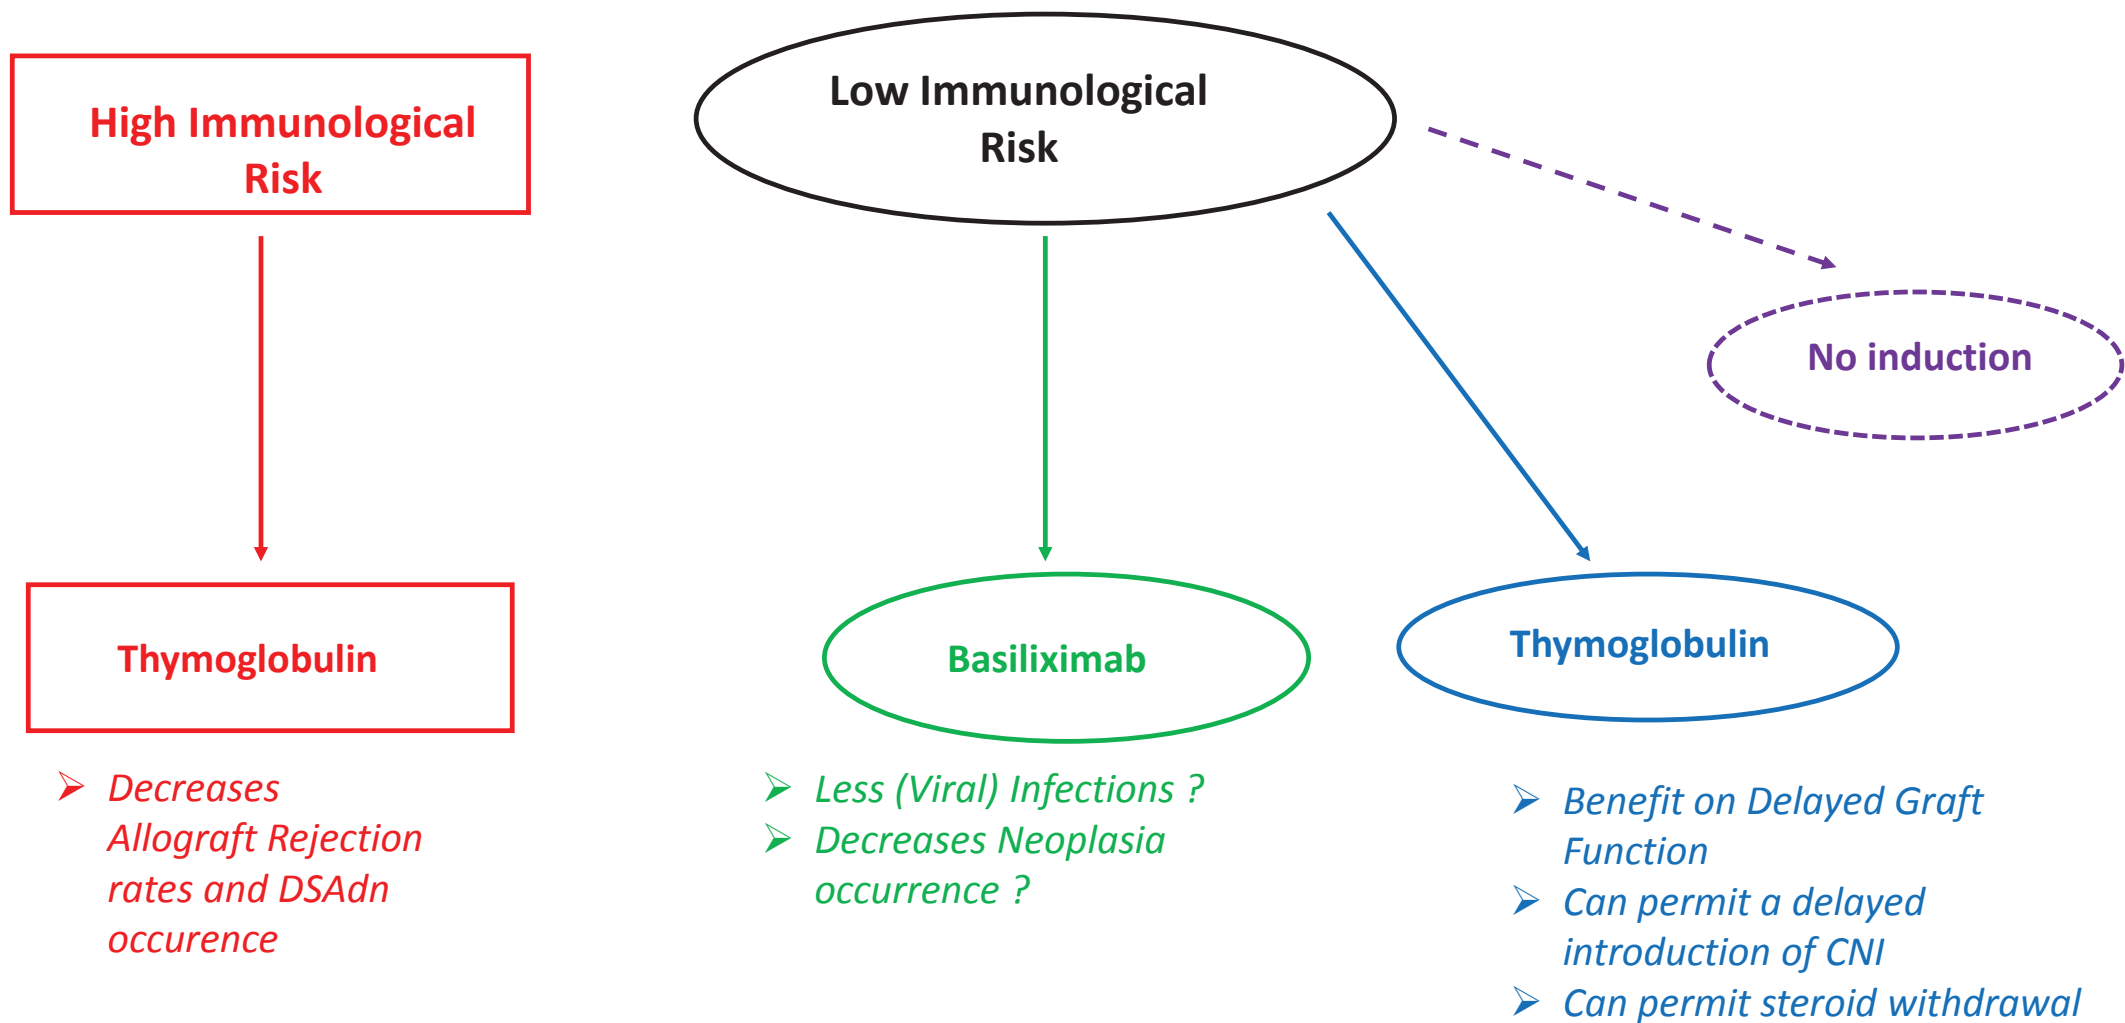 High Immunological
Risk
Low Immunological
Risk
No induction
Thymoglobulin
Basiliximab
Thymoglobulin
➢ Decreases
Allograft Rejection
rates and DSAdn
occurence
➢ Less (Viral) Infections ?
➢ Decreases Neoplasia
occurrence ?
➢ Benefit on Delayed Graft
Function
➢ Can permit a delayed
introduction of CNI
➢ Can permit steroid withdrawal